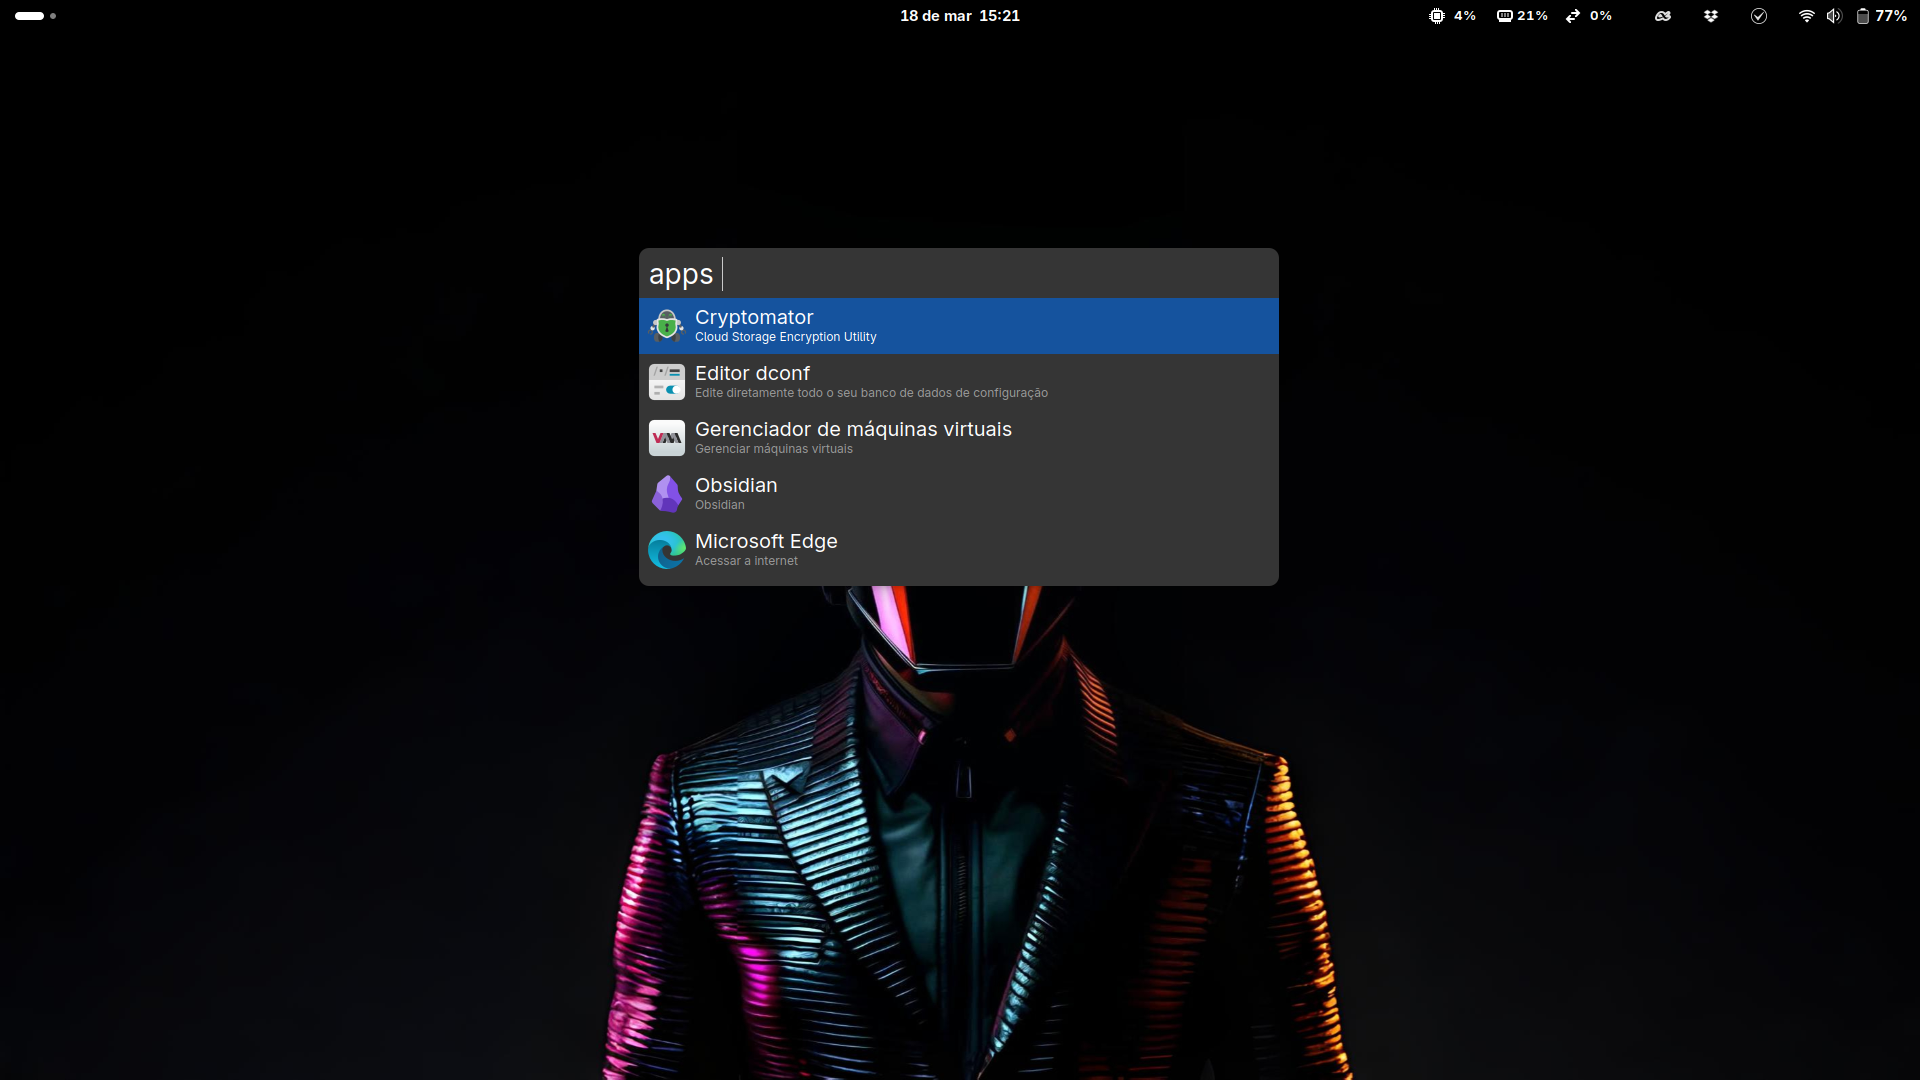 18 de mar 15:21
4% 21% 0% 77%
apps
Cryptomator
Cloud Storage Encryption Utility
Editor dconf
Edite diretamente todo o seu banco de dados de configuração
Gerenciador de máquinas virtuais
Gerenciar máquinas virtuais
Obsidian
Obsidian
Microsoft Edge
Acessar a internet